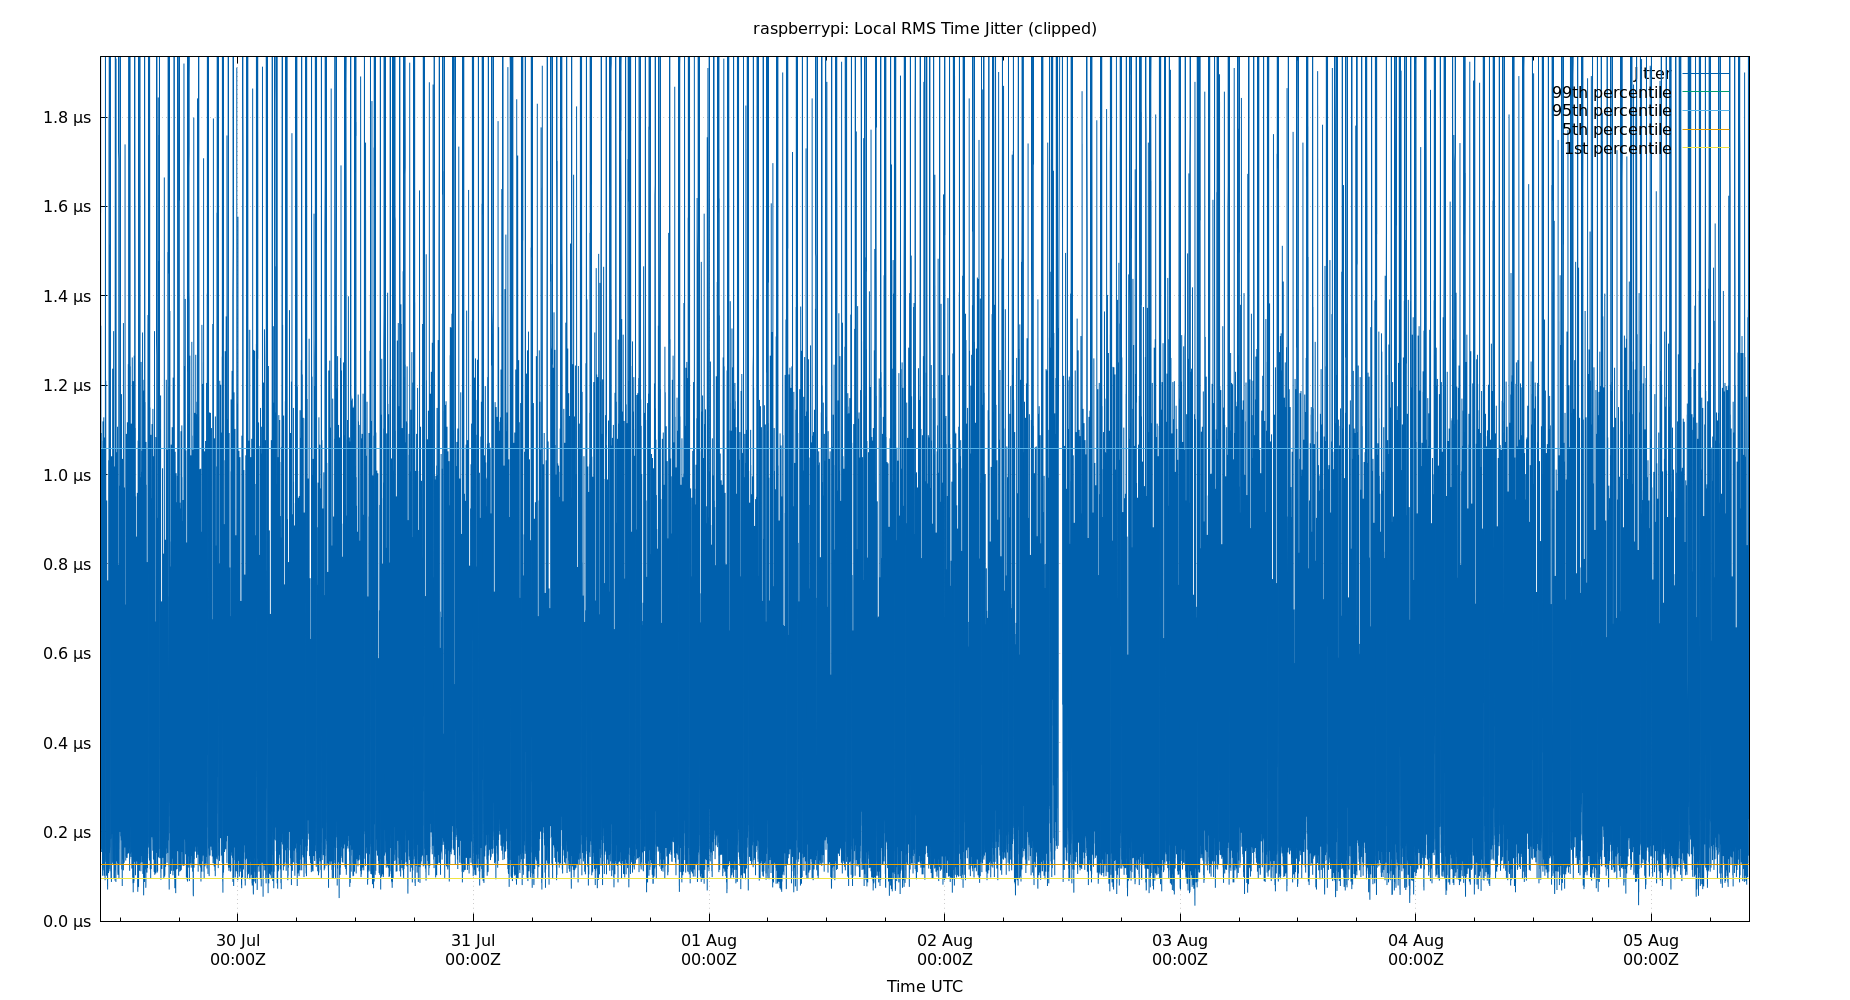 raspberrypi: Local RMS Time Jitter (clipped)
Jitter
99th percentile
95th percentile
5th percentile
1st percentile
1.8 μs
1.6 μs
1.4 μs
1.2 μs
1.0 μs
0.8 μs
0.6 μs
0.4 μs
0.2 μs
0.0 μs
30 Jul 31 Jul 01 Aug 02 Aug 03 Aug 04 Aug 05 Aug
00:00Z 00:00Z 00:00Z 00:00Z 00:00Z 00:00Z 00:00Z
Time UTC